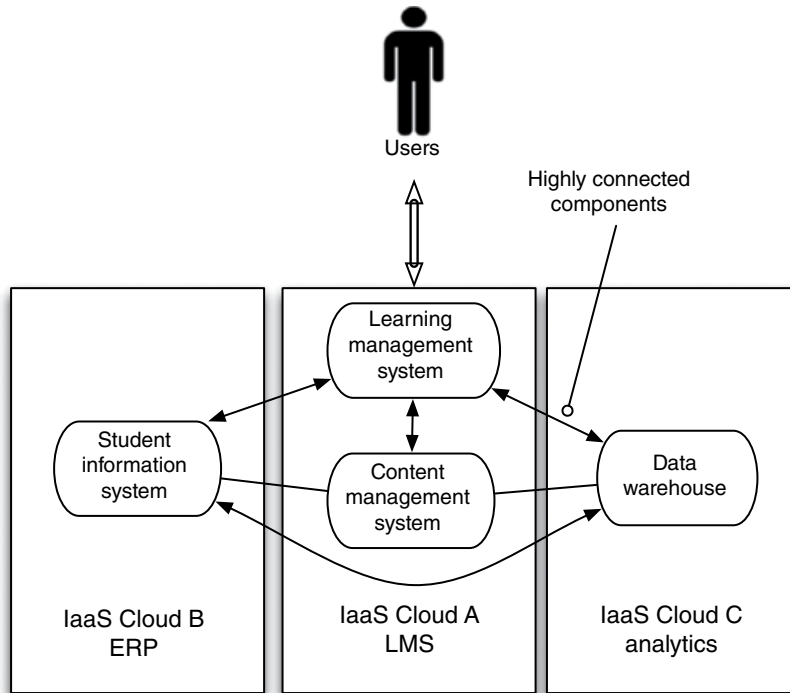 Users
Highly connected
components
Learning
management
system
Student
information
system
Content
management
system
Data
warehouse
IaaS Cloud B
ERP
IaaS Cloud A
LMS
IaaS Cloud C
analytics